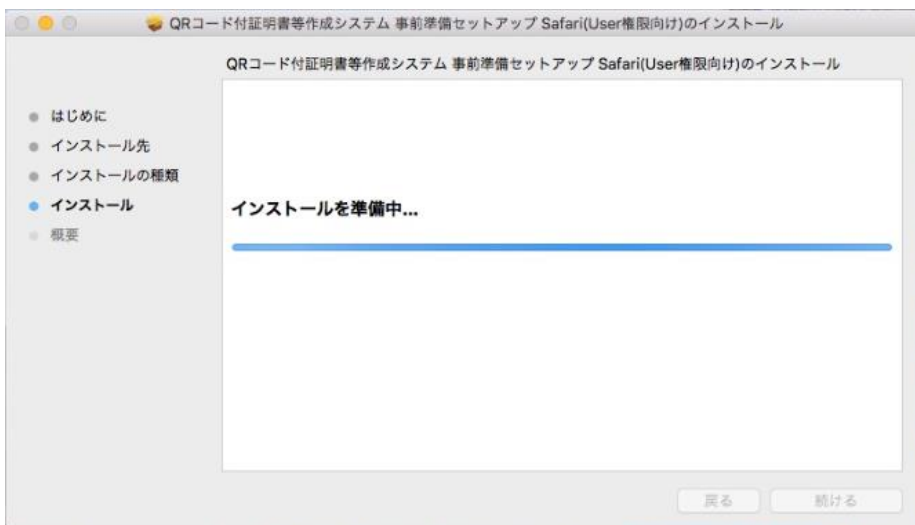 QRコード付証明書等作成システム 事前準備セットアップ Safari(User権限向け)のインストール
QRコード付証明書等作成システム 事前準備セットアップ Safari(User権限向け)のインストール
はじめに
インストール先
インストールの種類
インストール
概要
インストールを準備中...
戻る
続ける